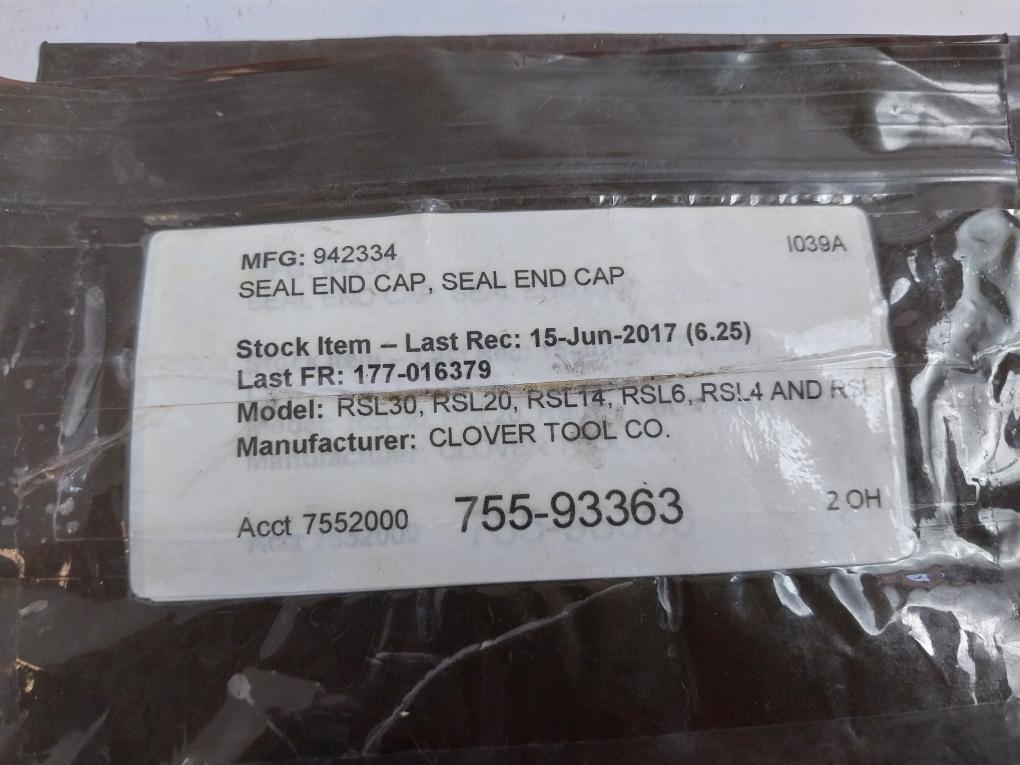 MFG: 942334 I039A
SEAL END CAP, SEAL END CAP
Stock Item – Last Rec: 15-Jun-2017 (6.25)
Last FR: 177-016379
Model: RSL30, RSL20, RSL14, RSL6, RSL4 AND RSL
Manufacturer: CLOVER TOOL CO.
Acct 7552000 755-93363 2 OH